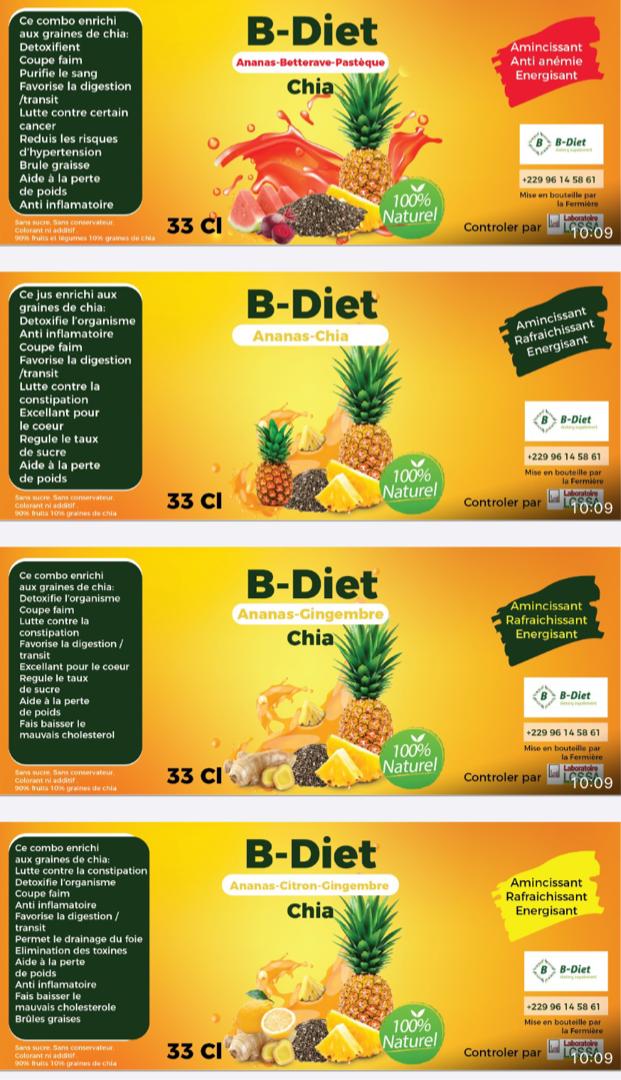 Ce combo enrichi
aux graines de chia:
Detoxifient
Coupe faim
Purifie le sang
Favorise la digestion
/transit
Lutte contre certain
cancer
Reduis les risques
d'hypertension
Brule graisse
Aide à la perte
de poids
Anti inflamatoire
Sans sucre. Sans conservateur.
Colorant ni additif .
90% fruits et légumes 10% graines de chia
B-Diet
Ananas-Betterave-Pastèque
Chia
33 Cl
100%
Naturel
Amincissant
Anti anémie
Energisant
B B-Diet
Dietary supplement
+229 96 14 58 61
Mise en bouteille par
la Fermière
Controler par
Laboratoire
LCSSA
10:09
Ce jus enrichi aux
graines de chia:
Detoxifie l'organisme
Anti inflamatoire
Coupe faim
Favorise la digestion
/transit
Lutte contre la
constipation
Excellant pour
le coeur
Regule le taux
de sucre
Aide à la perte
de poids
Sans sucre. Sans conservateur.
Colorant ni additif .
90% fruits 10% graines de chia
B-Diet
Ananas-Chia
33 Cl
100%
Naturel
Amincissant
Rafraichissant
Energisant
B B-Diet
Dietary supplement
+229 96 14 58 61
Mise en bouteille par
la Fermière
Controler par
Laboratoire
LCSSA
10:09
Ce combo enrichi
aux graines de chia:
Detoxifie l'organisme
Coupe faim
Lutte contre la
constipation
Favorise la digestion /
transit
Excellant pour le coeur
Regule le taux
de sucre
Aide à la perte
de poids
Fais baisser le
mauvais cholesterol
Sans sucre. Sans conservateur.
Colorant ni additif .
90% fruits 10% graines de chia
B-Diet
Ananas-Gingembre
Chia
33 Cl
100%
Naturel
Amincissant
Rafraichissant
Energisant
B B-Diet
Dietary supplement
+229 96 14 58 61
Mise en bouteille par
la Fermière
Controler par
Laboratoire
LCSSA
10:09
Ce combo enrichi
aux graines de chia:
Lutte contre la constipation
Detoxifie l'organisme
Coupe faim
Anti inflamatoire
Favorise la digestion /
transit
Permet le drainage du foie
Elimination des toxines
Aide à la perte
de poids
Anti inflamatoire
Fais baisser le
mauvais cholesterole
Brûles graises
Sans sucre. Sans conservateur.
Colorant ni additif .
90% fruits 10% graines de chia
B-Diet
Ananas-Citron-Gingembre
Chia
33 Cl
100%
Naturel
Amincissant
Rafraichissant
Energisant
B B-Diet
Dietary supplement
+229 96 14 58 61
Mise en bouteille par
la Fermière
Controler par
Laboratoire
LCSSA
10:09